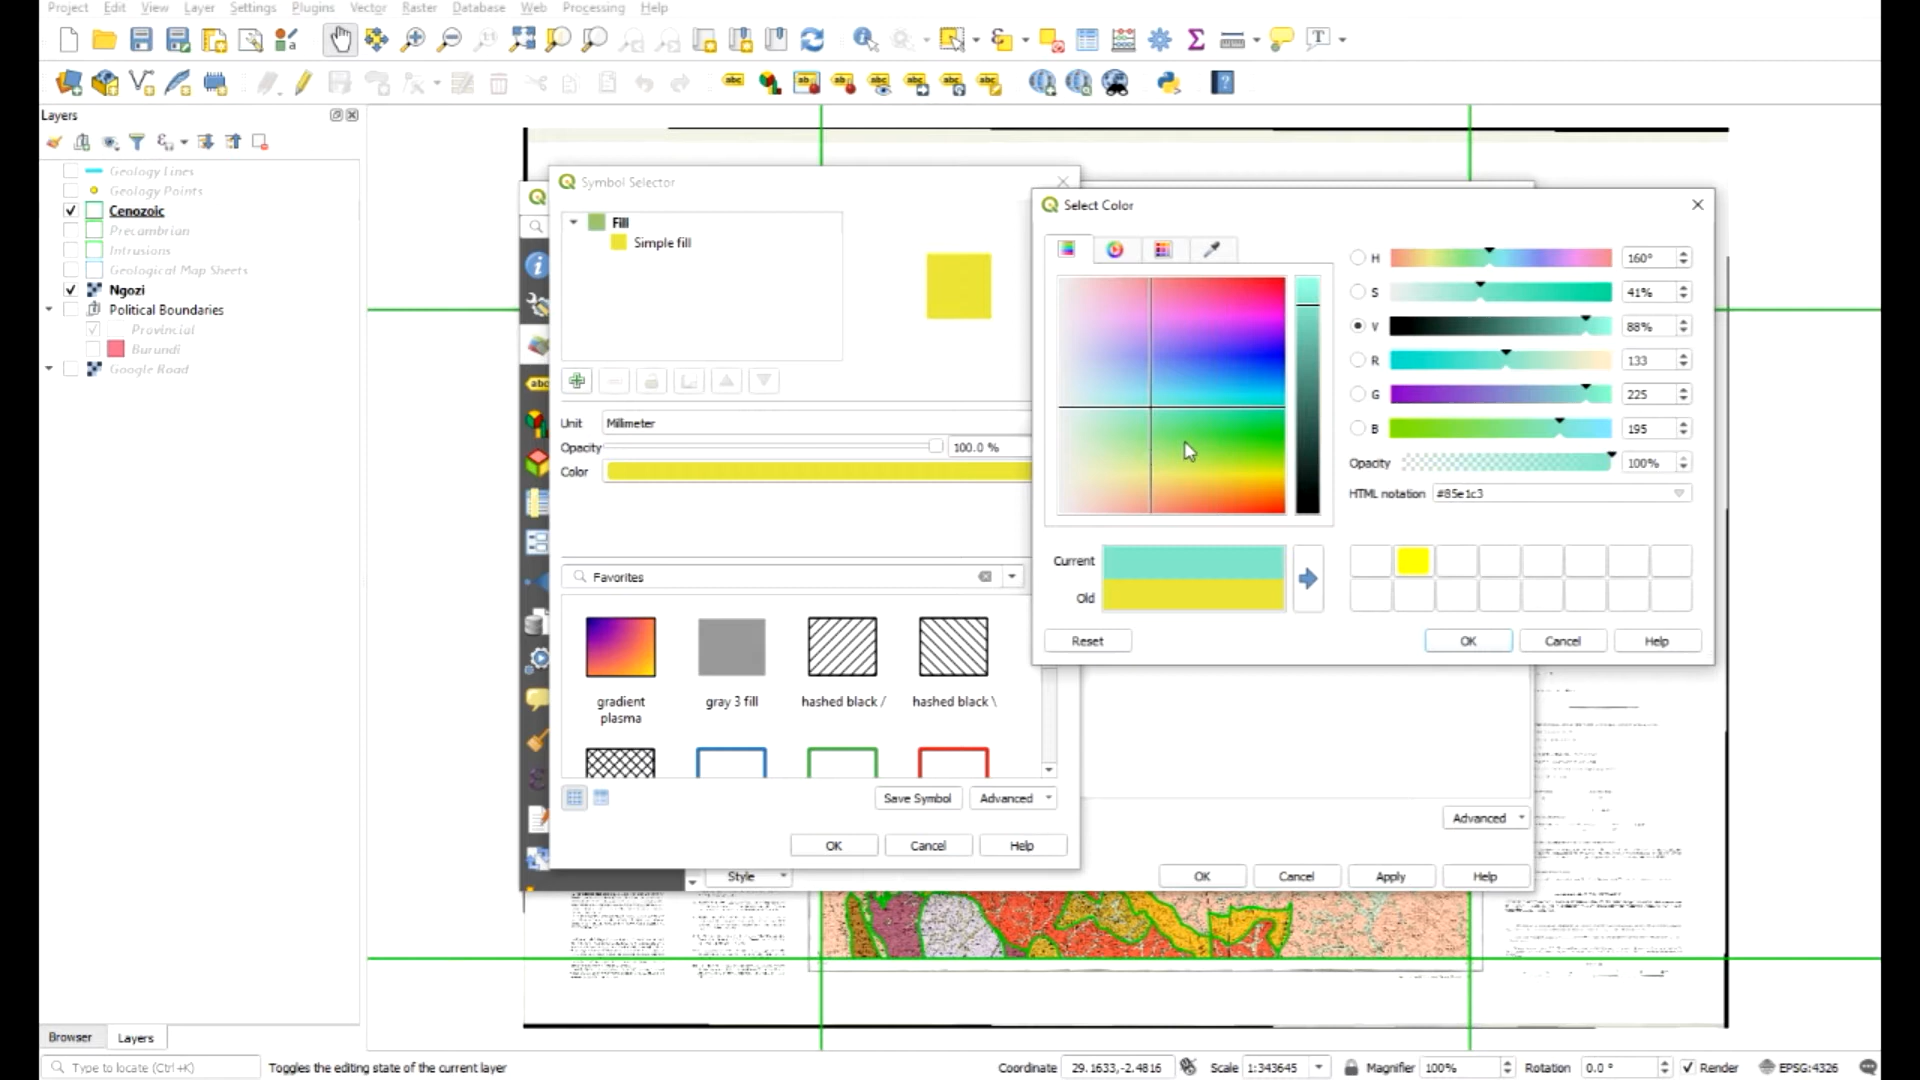 Project Edit View Layer Settings Plugins Vector Raster Database Web Processing Help
Layers
Geology Lines
Geology Points
Cenozoic
Precambrian
Intrusions
Geological Map Sheets
Ngozi
Political Boundaries
Provincial
Burundi
Google Road
Symbol Selector
Fill
Simple fill
Unit Millimeter
Opacity 100.0 %
Color
Favorites
gradient plasma
gray 3 fill
hashed black /
hashed black \
Save Symbol Advanced
OK Cancel Help
Style
Select Color
H 160°
S 41%
V 88%
R 133
G 225
B 195
Opacity 100%
HTML notation #85e1c3
Current
Old
Reset OK Cancel Help
Advanced
OK Cancel Apply Help
Browser Layers
Type to locate (Ctrl+K) Toggles the editing state of the current layer Coordinate 29.1633,-2.4816 Scale 1:343645 Magnifier 100% Rotation 0.0 ° Render EPSG:4326